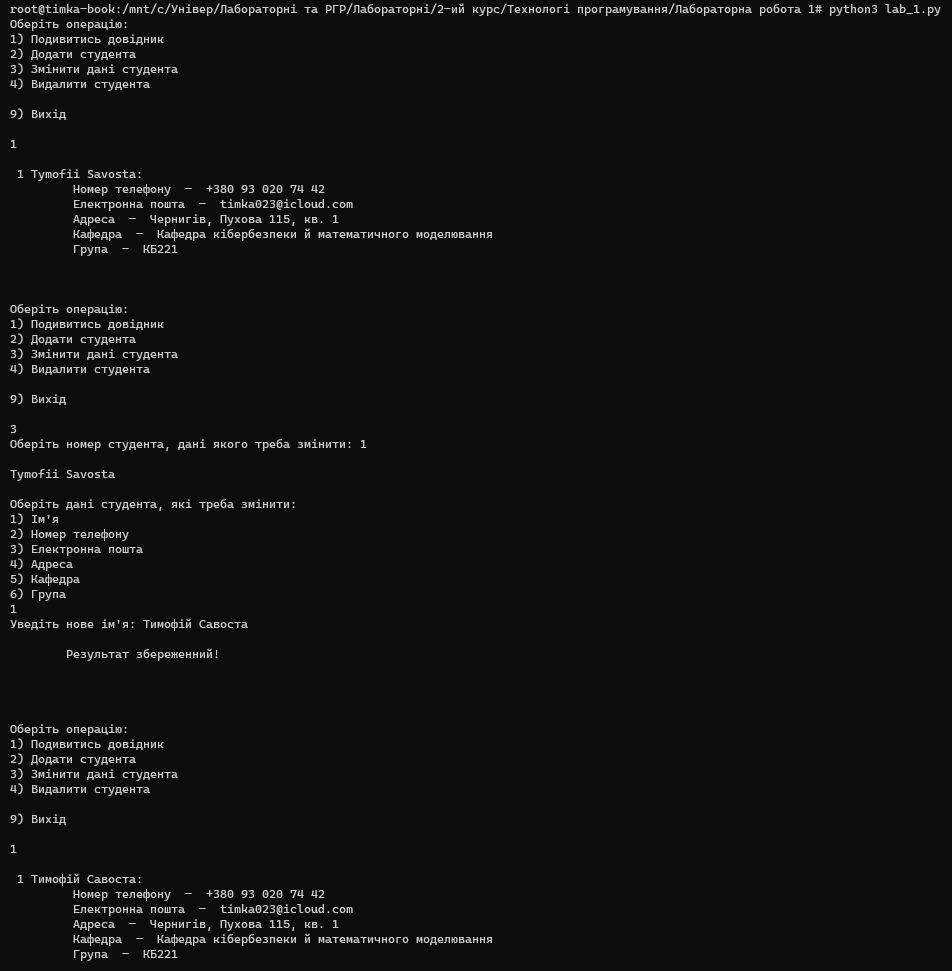 root@timka-book:/mnt/c/Універ/Лабораторні та РГР/Лабораторні/2-ий курс/Технологі програмування/Лабораторна робота 1# python3 lab_1.py
Оберіть операцію:
1) Подивитись довідник
2) Додати студента
3) Змінити дані студента
4) Видалити студента
9) Вихід
1
1 Tymofii Savosta:
Номер телефону – +380 93 020 74 42
Електронна пошта – timka023@icloud.com
Адреса – Чернигів, Пухова 115, кв. 1
Кафедра – Кафедра кібербезпеки й математичного моделювання
Група – КБ221
Оберіть операцію:
1) Подивитись довідник
2) Додати студента
3) Змінити дані студента
4) Видалити студента
9) Вихід
3
Оберіть номер студента, дані якого треба змінити: 1
Tymofii Savosta
Оберіть дані студента, які треба змінити:
1) Ім'я
2) Номер телефону
3) Електронна пошта
4) Адреса
5) Кафедра
6) Група
1
Уведіть нове ім'я: Тимофій Савоста
Результат збереженний!
Оберіть операцію:
1) Подивитись довідник
2) Додати студента
3) Змінити дані студента
4) Видалити студента
9) Вихід
1
1 Тимофій Савоста:
Номер телефону – +380 93 020 74 42
Електронна пошта – timka023@icloud.com
Адреса – Чернигів, Пухова 115, кв. 1
Кафедра – Кафедра кібербезпеки й математичного моделювання
Група – КБ221